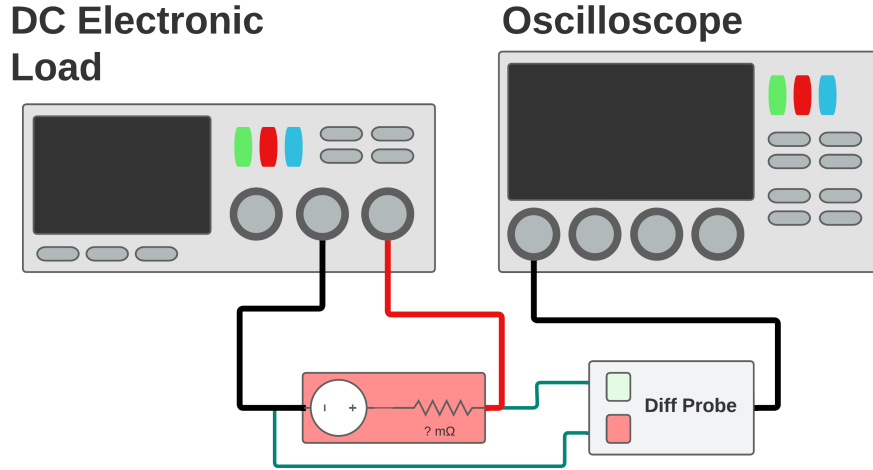 DC Electronic
Load
Oscilloscope
- +
? mΩ
Diff Probe